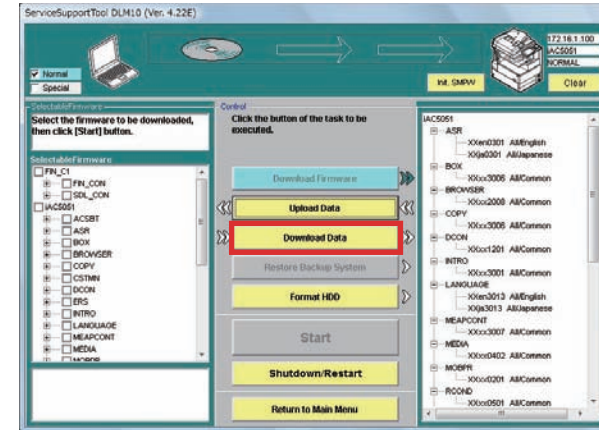 ServiceSupportTool DLM10 (Ver. 4.22E)
172.16.1.100
iAC5051
NORMAL
Normal
Special
Init. SMPW
Clear
SelectableFirmware
Select the firmware to be downloaded,
then click [Start] button.
SelectableFirmware
FIN_C1
FIN_CON
SDL_CON
iAC5051
ACSBT
ASR
BOX
BROWSER
COPY
CSTMN
DCON
ERS
INTRO
LANGUAGE
MEAPCONT
MEDIA
MOBPR
Control
Click the button of the task to be
executed.
Download Firmware
Upload Data
Download Data
Restore Backup System
Format HDD
Start
Shutdown/Restart
Return to Main Menu
iAC5051
ASR
XXen0301 All/English
XXja0301 All/Japanese
BOX
XXxx3006 All/Common
BROWSER
XXxx2008 All/Common
COPY
XXxx3006 All/Common
DCON
XXxx1201 All/Common
INTRO
XXxx3001 All/Common
LANGUAGE
XXen3013 All/English
XXja3013 All/Japanese
MEAPCONT
XXxx3007 All/Common
MEDIA
XXxx0402 All/Common
MOBPR
XXxx0201 All/Common
RCOND
XXxx0501 All/Common